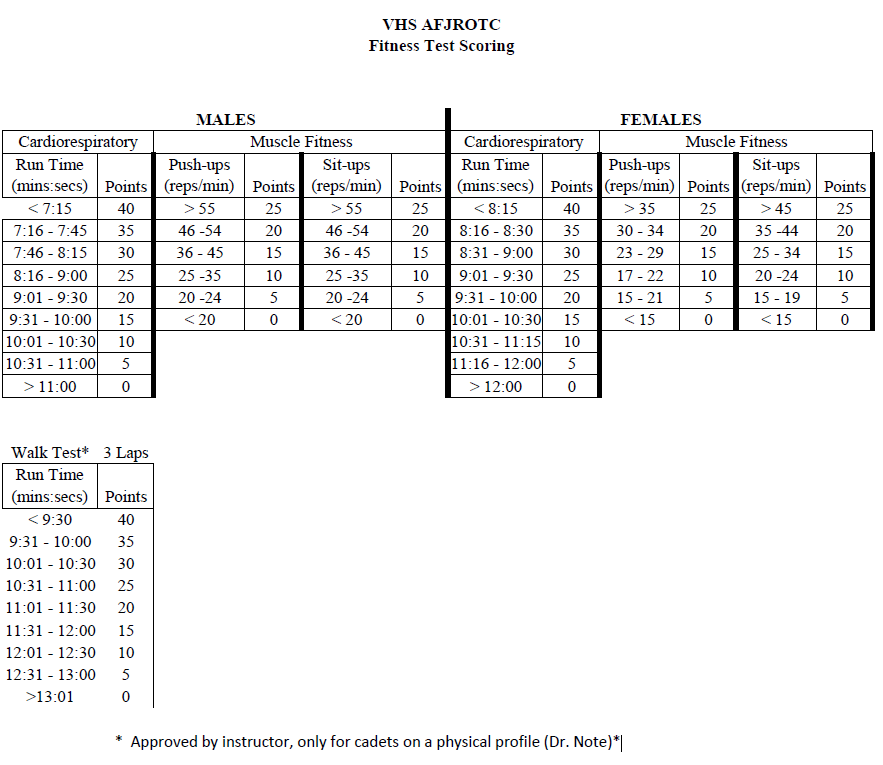 VHS AFJROTC
Fitness Test Scoring
MALES FEMALES
Cardiorespiratory Muscle Fitness Cardiorespiratory Muscle Fitness
Run Time Push-ups Sit-ups Run Time Push-ups Sit-ups
(mins:secs) Points (reps/min) Points (reps/min) Points (mins:secs) Points (reps/min) Points (reps/min) Points
< 7:15 40 > 55 25 > 55 25 < 8:15 40 > 35 25 > 45 25
7:16 - 7:45 35 46 -54 20 46 -54 20 8:16 - 8:30 35 30 - 34 20 35 -44 20
7:46 - 8:15 30 36 - 45 15 36 - 45 15 8:31 - 9:00 30 23 - 29 15 25 - 34 15
8:16 - 9:00 25 25 -35 10 25 -35 10 9:01 - 9:30 25 17 - 22 10 20 -24 10
9:01 - 9:30 20 20 -24 5 20 -24 5 9:31 - 10:00 20 15 - 21 5 15 - 19 5
9:31 - 10:00 15 < 20 0 < 20 0 10:01 - 10:30 15 < 15 0 < 15 0
10:01 - 10:30 10 10:31 - 11:15 10
10:31 - 11:00 5 11:16 - 12:00 5
> 11:00 0 > 12:00 0
Walk Test* 3 Laps
Run Time
(mins:secs) Points
< 9:30 40
9:31 - 10:00 35
10:01 - 10:30 30
10:31 - 11:00 25
11:01 - 11:30 20
11:31 - 12:00 15
12:01 - 12:30 10
12:31 - 13:00 5
>13:01 0
* Approved by instructor, only for cadets on a physical profile (Dr. Note)*